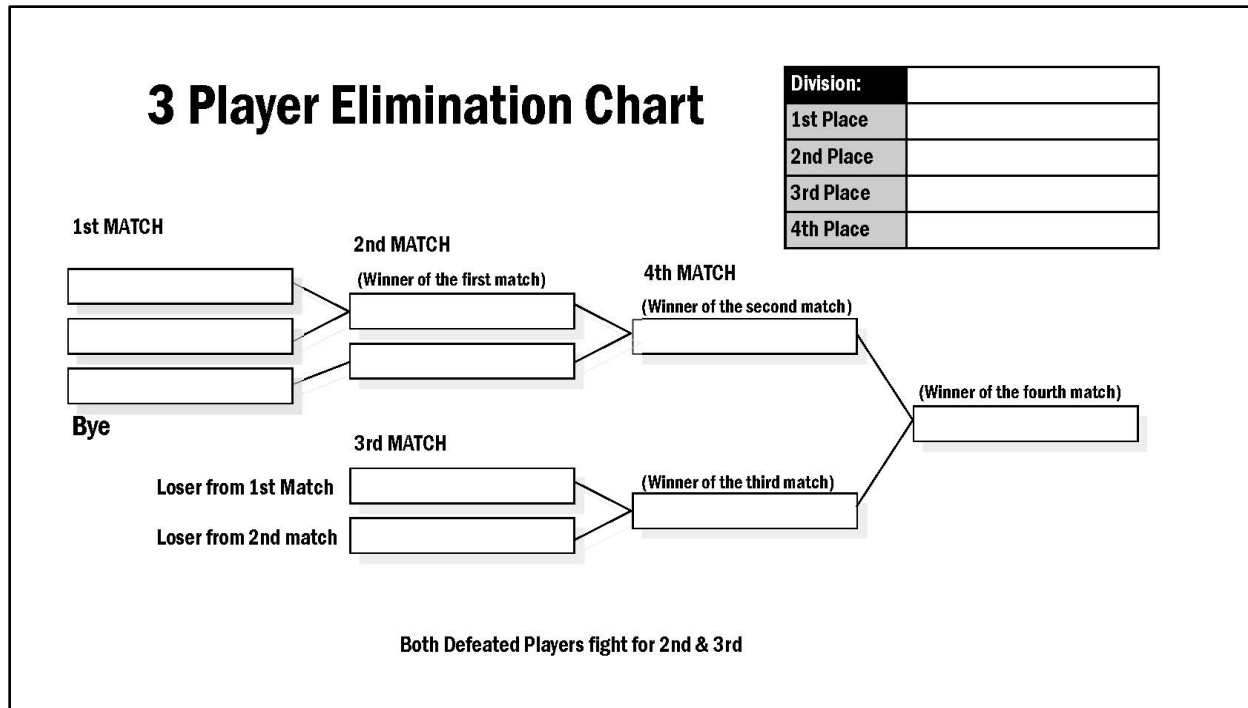 3 Player Elimination Chart
Division:
1st Place
2nd Place
3rd Place
4th Place
1st MATCH
2nd MATCH
(Winner of the first match)
4th MATCH
(Winner of the second match)
Bye
(Winner of the fourth match)
3rd MATCH
Loser from 1st Match
(Winner of the third match)
Loser from 2nd match
Both Defeated Players fight for 2nd & 3rd